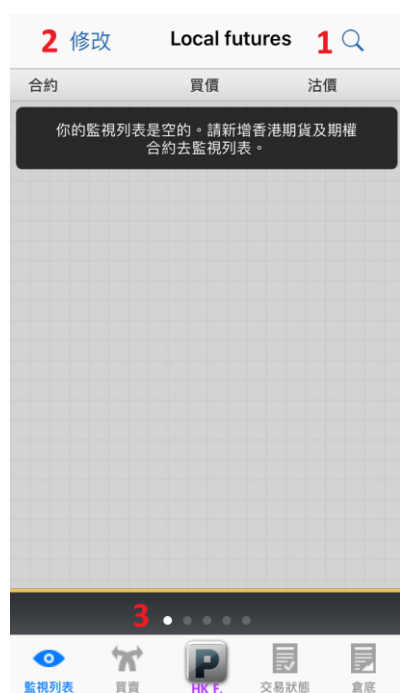 2 修改 Local futures 1
合約 買價 沽價
你的監視列表是空的。請新增香港期貨及期權
合約去監視列表。
3
P
監視列表 買賣 HK F. 交易狀態 倉底